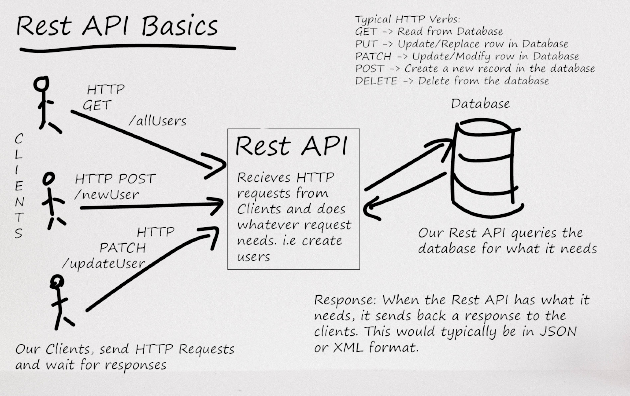 Rest API Basics
Typical HTTP Verbs:
GET -> Read from Database
PUT -> Update/Replace row in Database
PATCH -> Update/Modify row in Database
POST -> Create a new record in the database
DELETE -> Delete from the database
CLIENTS
HTTP
GET
/allUsers
HTTP POST
/newUser
HTTP
PATCH
/updateUser
Our Clients, send HTTP Requests
and wait for responses
Rest API
Recieves HTTP
requests from
Clients and does
whatever request
needs. i.e create
users
Database
Our Rest API queries the
database for what it needs
Response: When the Rest API has what it
needs, it sends back a response to the
clients. This would typically be in JSON
or XML format.